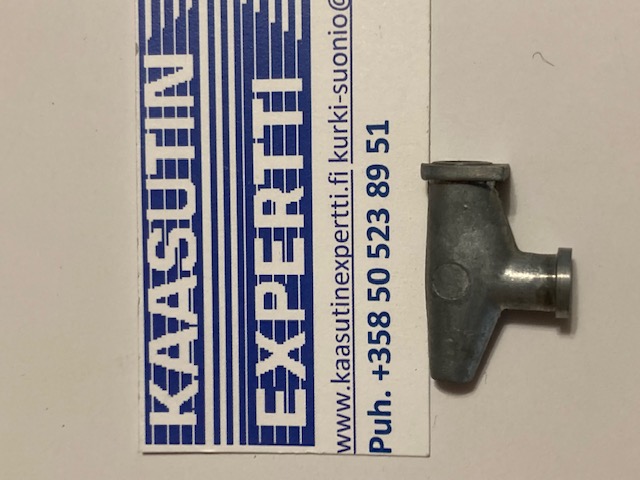 KAASUTIN
EXPERTTI
www.kaasutinexpertti.fi kurki-suonio@
Puh. +358 50 523 89 51